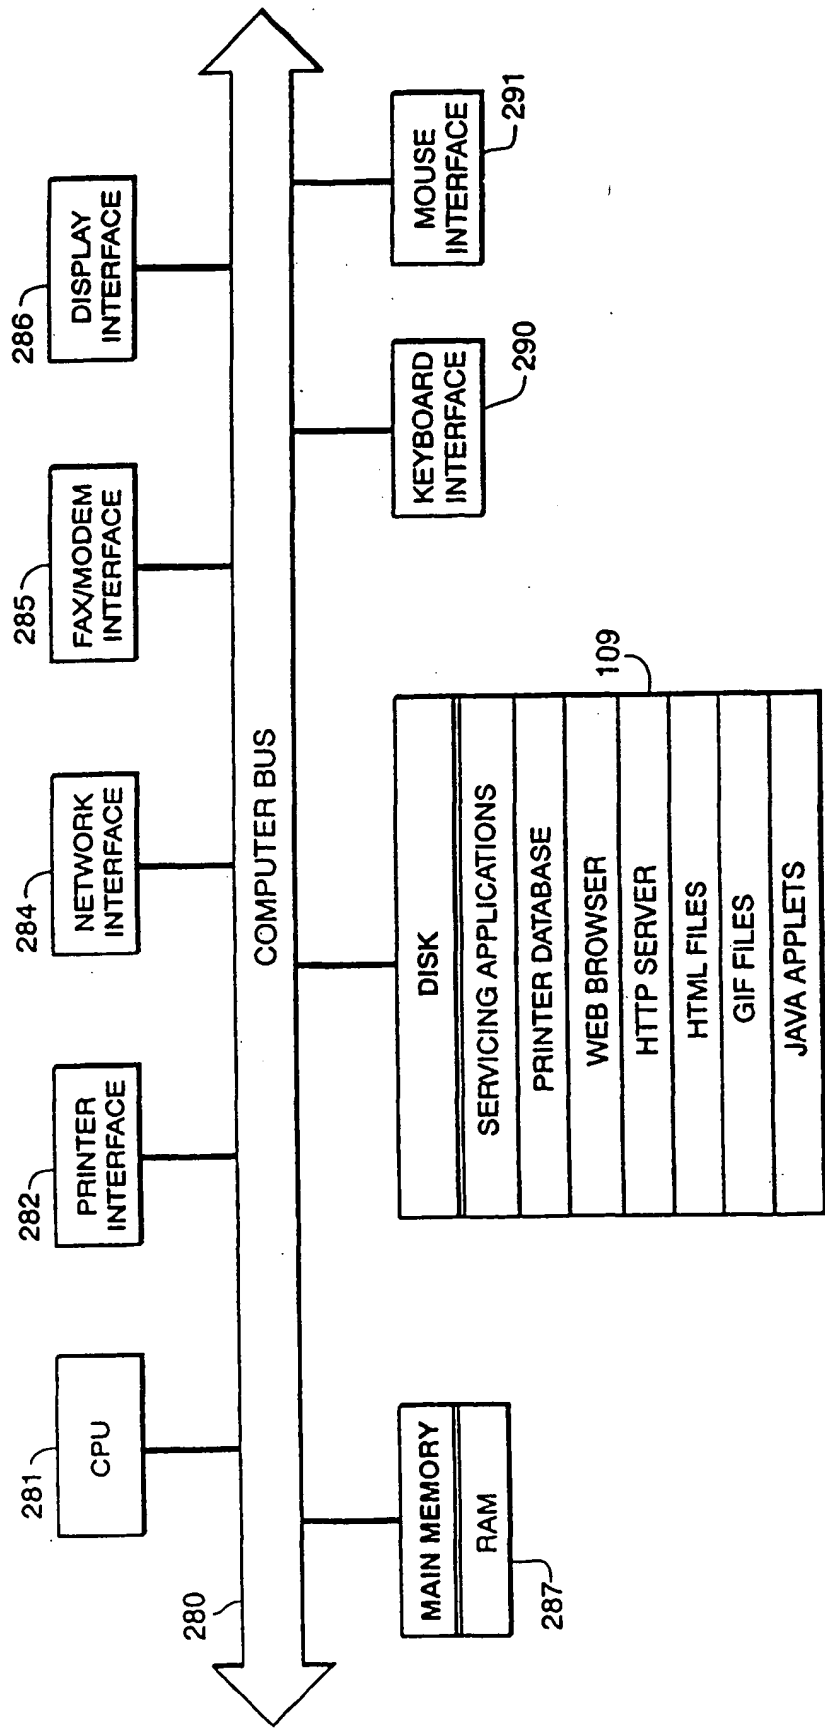 281
CPU
282
PRINTER
INTERFACE
284
NETWORK
INTERFACE
285
FAX/MODEM
INTERFACE
286
DISPLAY
INTERFACE
280
COMPUTER BUS
MAIN MEMORY
RAM
287
DISK
SERVICING APPLICATIONS
PRINTER DATABASE
WEB BROWSER
HTTP SERVER
HTML FILES
GIF FILES
JAVA APPLETS
109
KEYBOARD
INTERFACE
290
MOUSE
INTERFACE
291